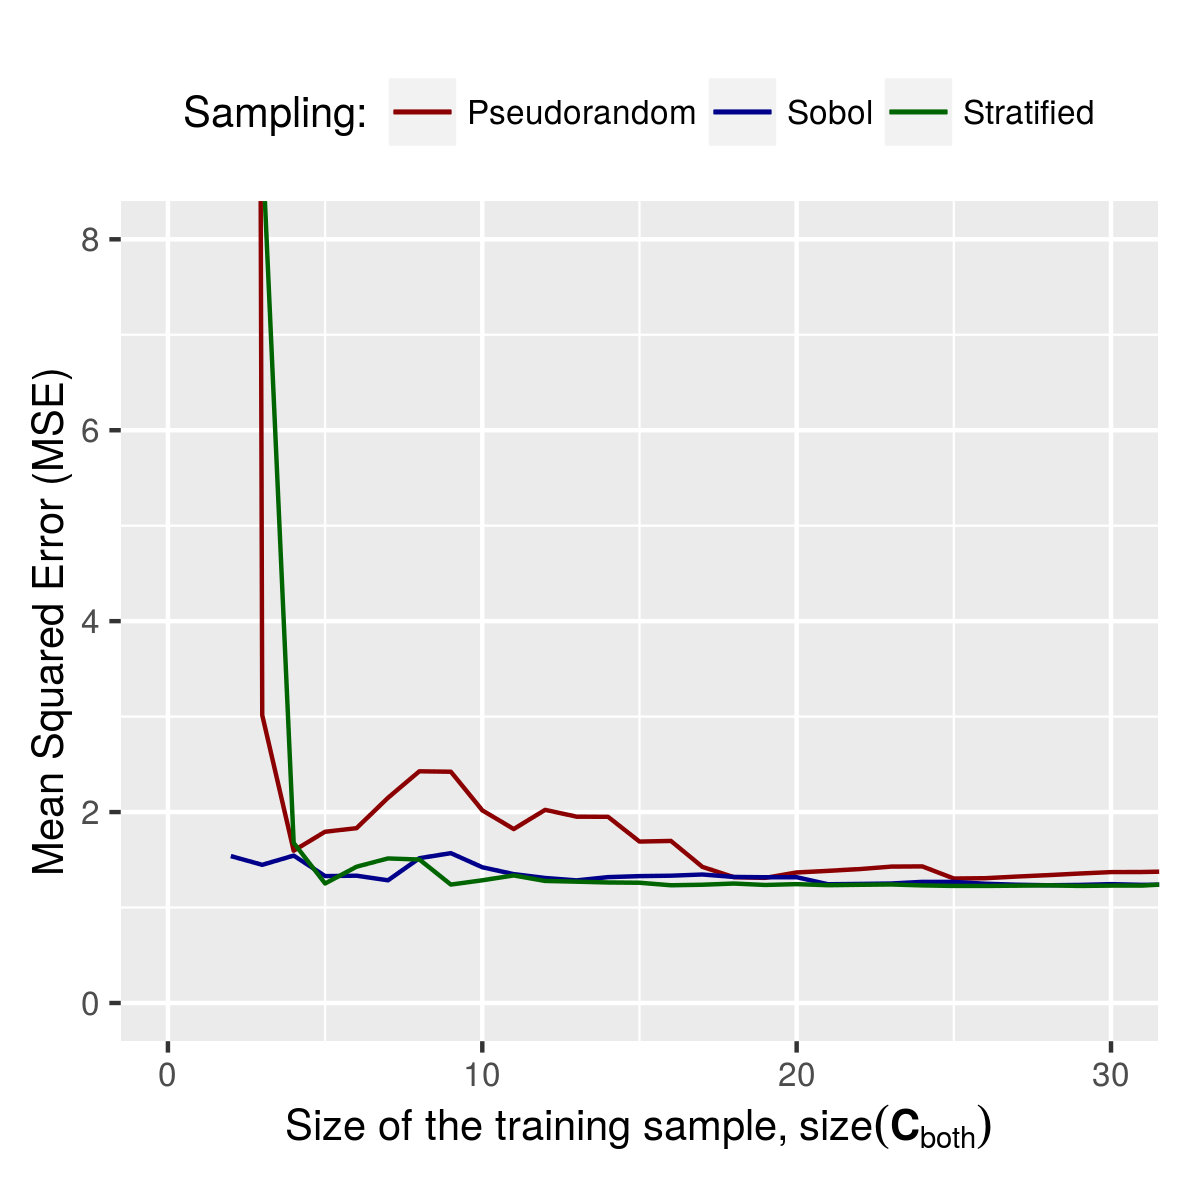 Sampling: Pseudorandom Sobol Stratified
8
6
4
2
0
Mean Squared Error (MSE)
0 10 20 30
Size of the training sample, size(C_both)